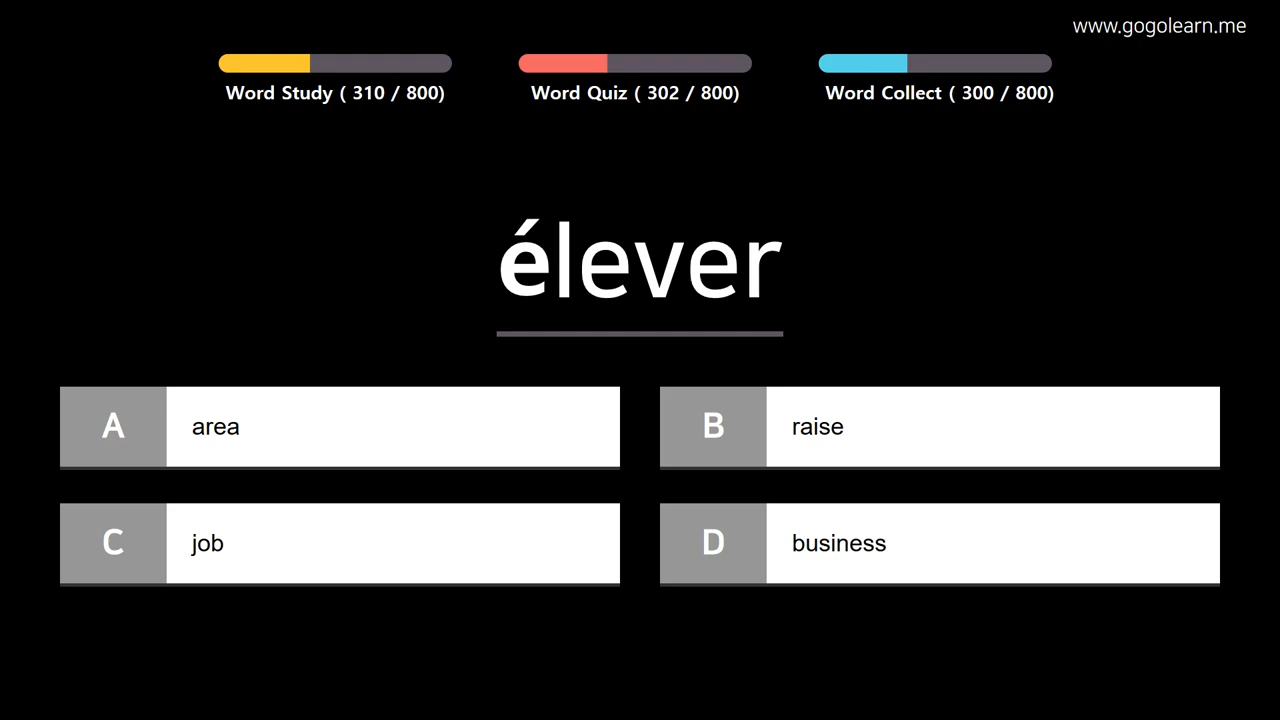 www.gogolearn.me
Word Study ( 310 / 800)
Word Quiz ( 302 / 800)
Word Collect ( 300 / 800)
élever
A area
B raise
C job
D business